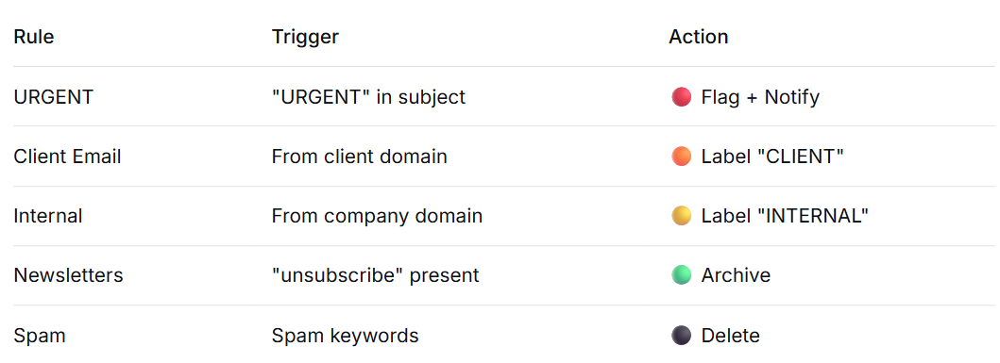 Rule Trigger Action
URGENT "URGENT" in subject Flag + Notify
Client Email From client domain Label "CLIENT"
Internal From company domain Label "INTERNAL"
Newsletters "unsubscribe" present Archive
Spam Spam keywords Delete